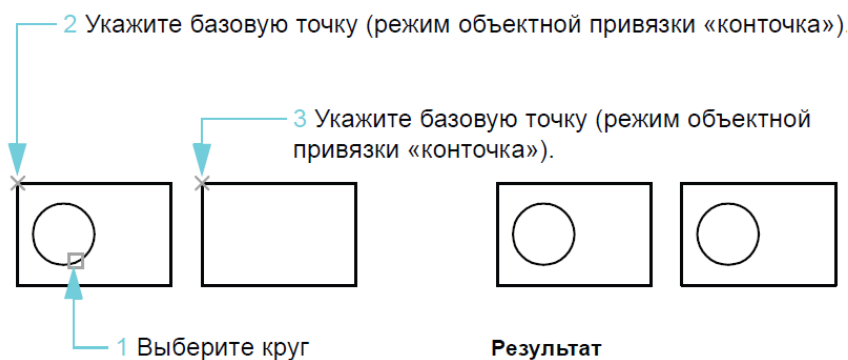 2 Укажите базовую точку (режим объектной привязки «конточка»).
3 Укажите базовую точку (режим объектной
привязки «конточка»).
1 Выберите круг
Результат